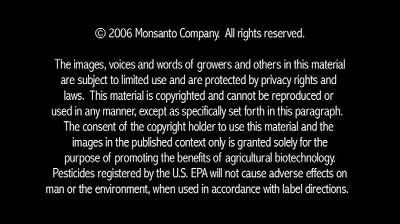 © 2006 Monsanto Company. All rights reserved.
The images, voices and words of growers and others in this material
are subject to limited use and are protected by privacy rights and
laws. This material is copyrighted and cannot be reproduced or
used in any manner, except as specifically set forth in this paragraph.
The consent of the copyright holder to use this material and the
images in the published context only is granted solely for the
purpose of promoting the benefits of agricultural biotechnology.
Pesticides registered by the U.S. EPA will not cause adverse effects on
man or the environment, when used in accordance with label directions.